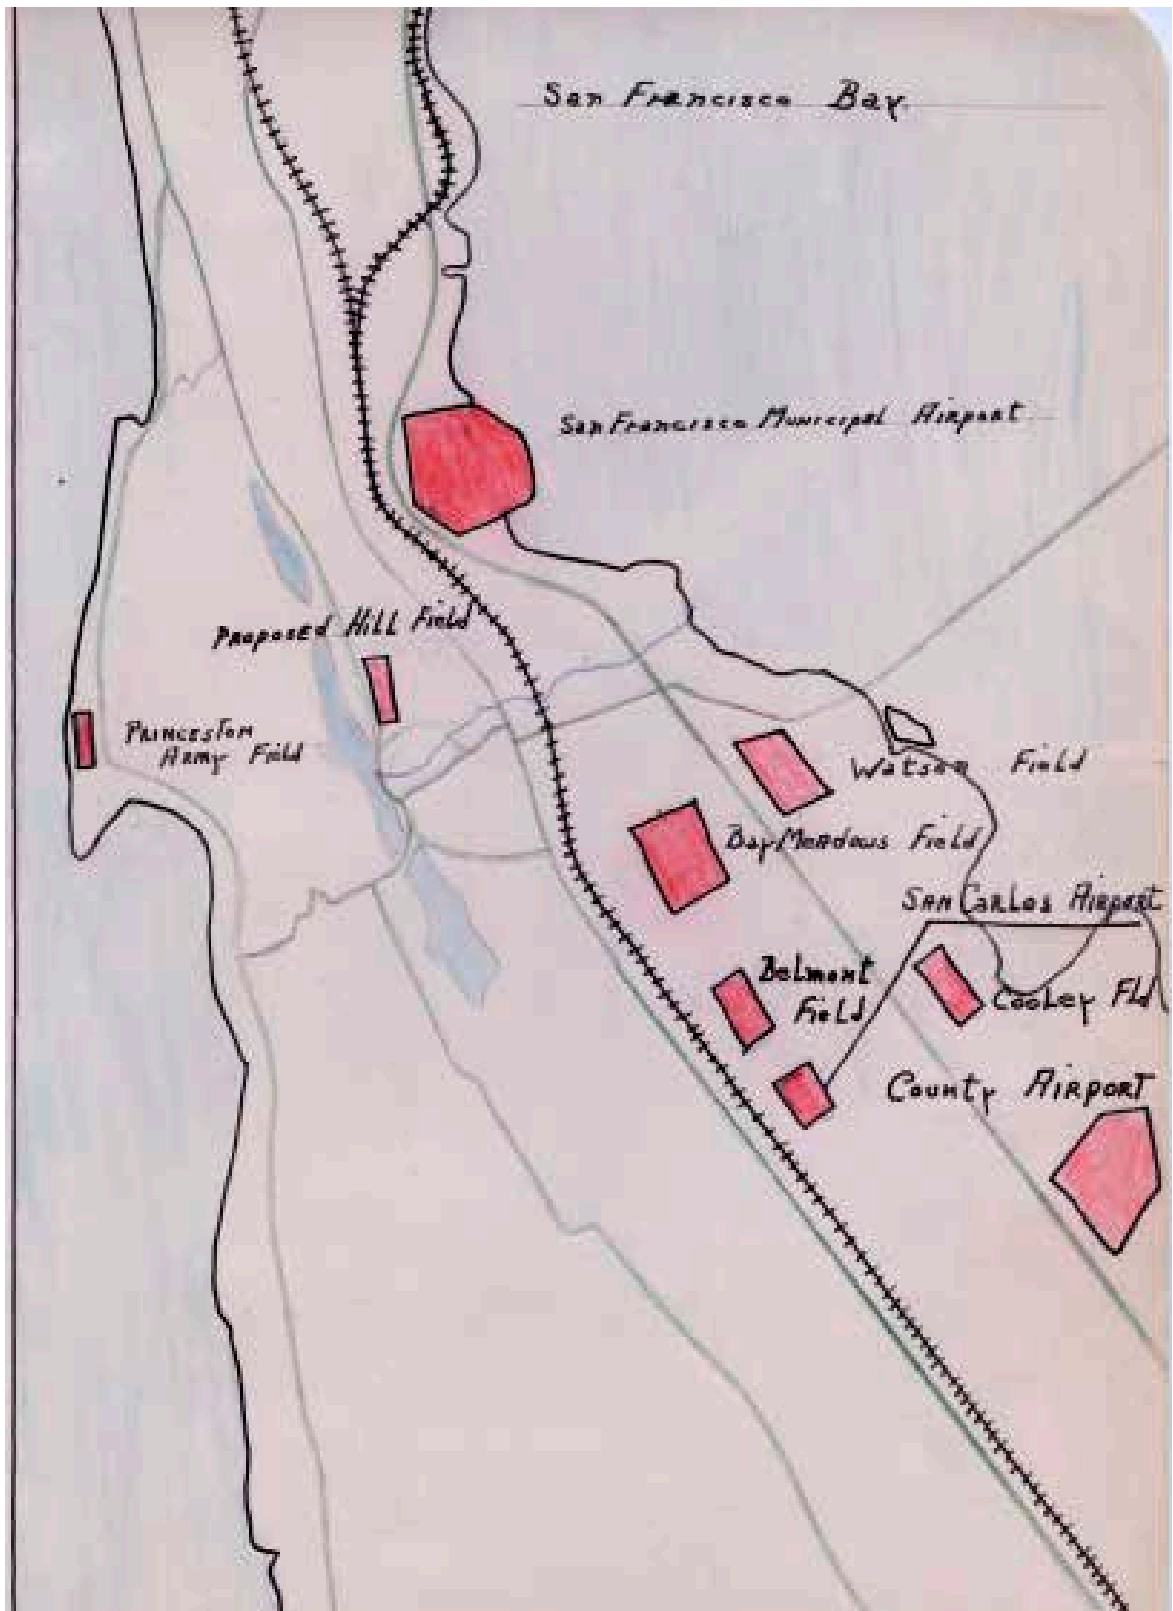 San Francisco Bay
San Francisco Municipal Airport
Proposed Hill Field
Princeton
Army Field
Watson Field
Bay Meadows Field
San Carlos Airport
Belmont
Field
Cooley Fld
County Airport